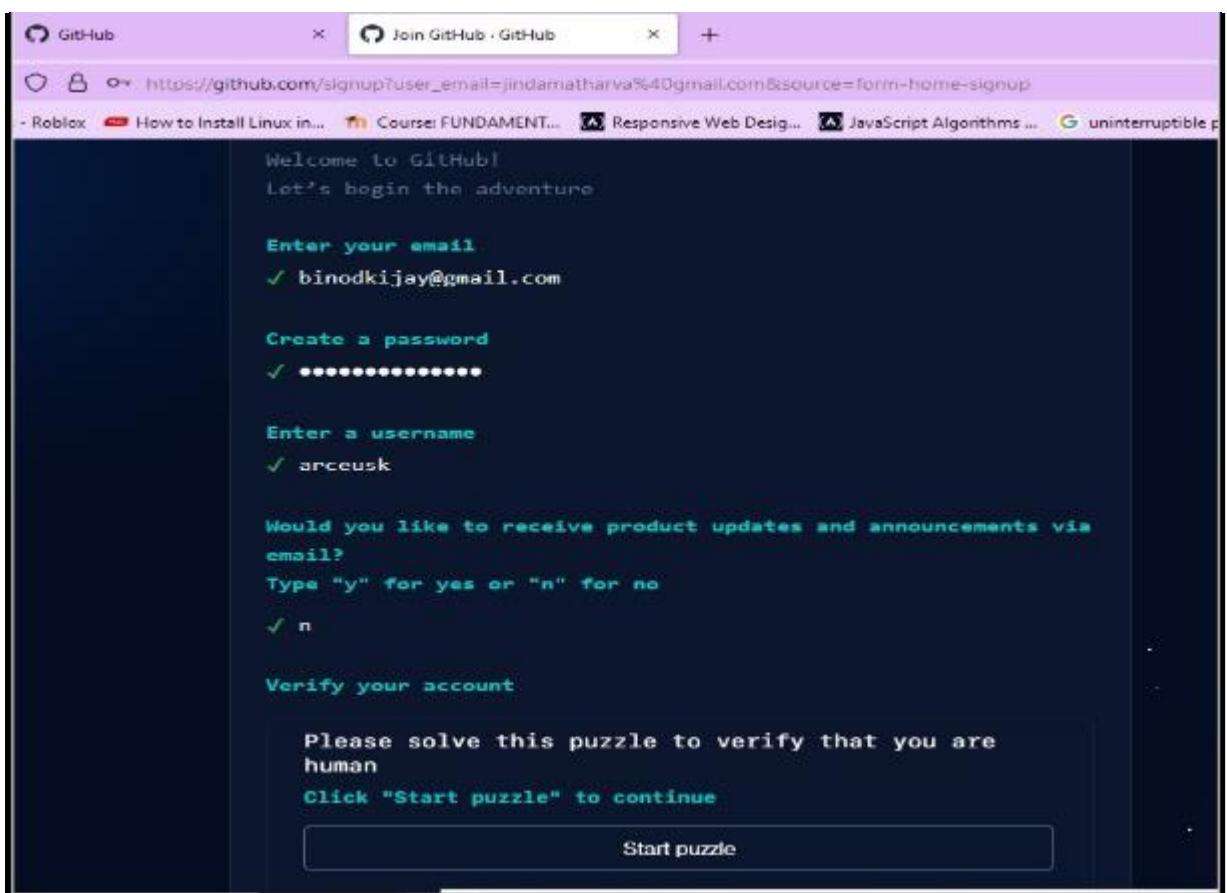 GitHub
Join GitHub · GitHub
https://github.com/signup?user_email=jindamatharva%40gmail.com&source=form-home-signup
- Roblox How to Install Linux in... Course: FUNDAMENT... Responsive Web Desig... JavaScript Algorithms ... uninterruptible p
Welcome to GitHub!
Let's begin the adventure
Enter your email
✓ binodkijay@gmail.com
Create a password
✓ ••••••••••••••
Enter a username
✓ arceusk
Would you like to receive product updates and announcements via
email?
Type "y" for yes or "n" for no
✓ n
Verify your account
Please solve this puzzle to verify that you are
human
Click "Start puzzle" to continue
Start puzzle